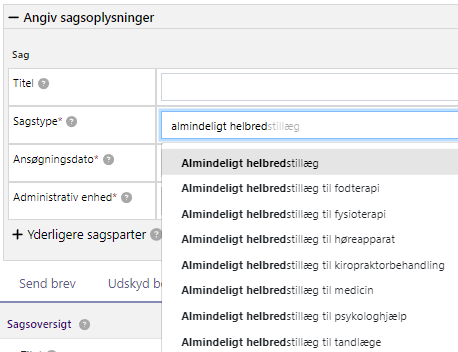 Angiv sagsoplysninger
Sag
Titel ?
Sagstype* ?
almindeligt helbredstillæg
Ansøgningsdato* ?
Almindeligt helbredstillæg
Almindeligt helbredstillæg til fodterapi
Administrativ enhed* ?
Almindeligt helbredstillæg til fysioterapi
+ Yderligere sagsparter ?
Almindeligt helbredstillæg til høreapparat
Almindeligt helbredstillæg til kiropraktorbehandling
Send brev Udskyd
Almindeligt helbredstillæg til medicin
Almindeligt helbredstillæg til psykologhjælp
Sagsoversigt ?
Almindeligt helbredstillæg til tandlæge